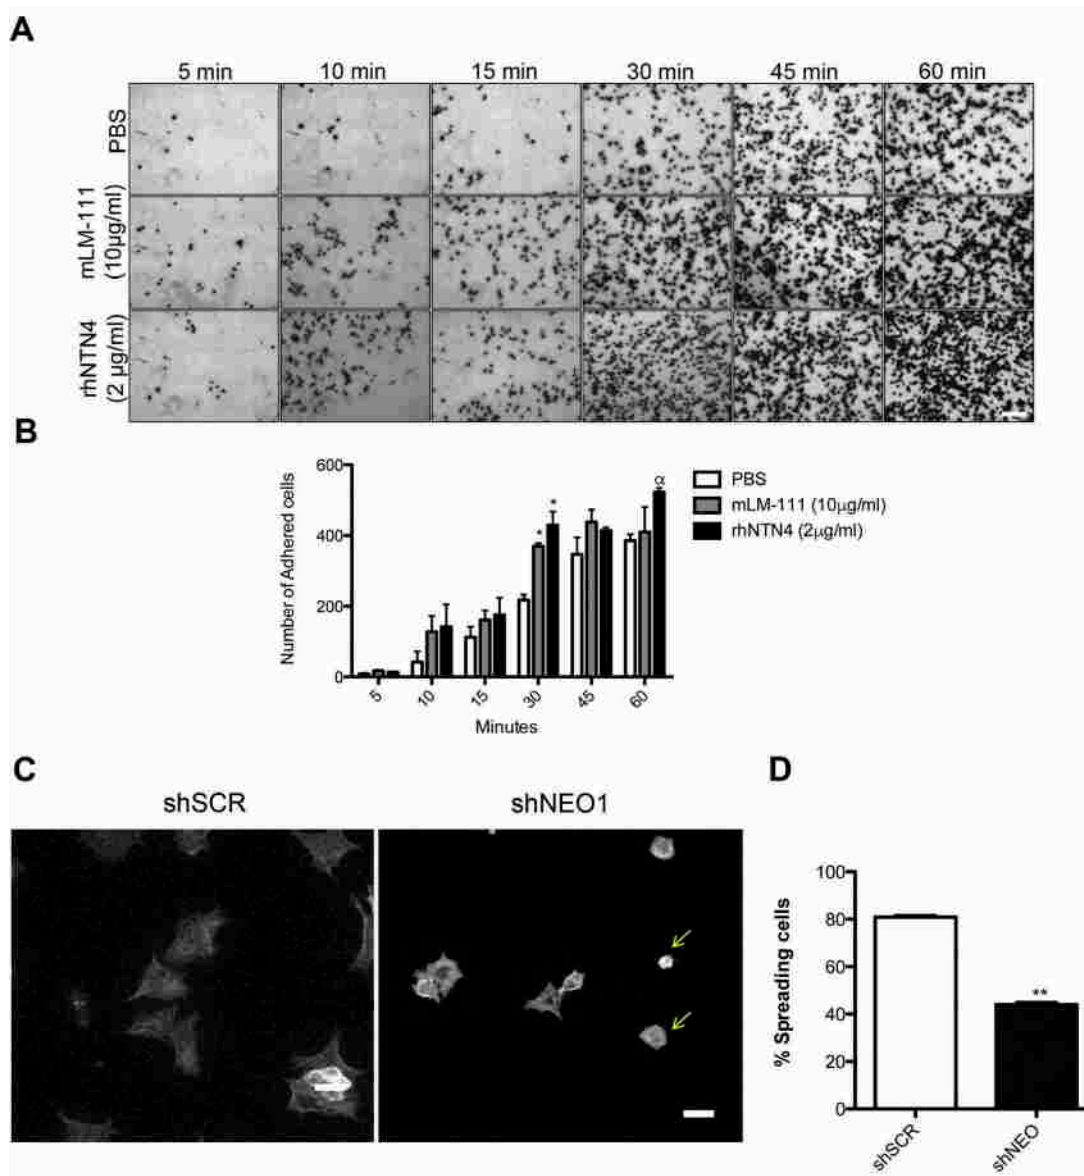 A
5 min 10 min 15 min 30 min 45 min 60 min
PBS
mLM-111
(10µg/ml)
rhNTN4
(2 µg/ml)
B
Number of Adhered cells
600
400
200
0
* * α
5 10 15 30 45 60
Minutes
PBS
mLM-111 (10µg/ml)
rhNTN4 (2µg/ml)
C
shSCR shNEO1
D
% Spreading cells
100
80
60
40
20
0
**
shSCR shNEO